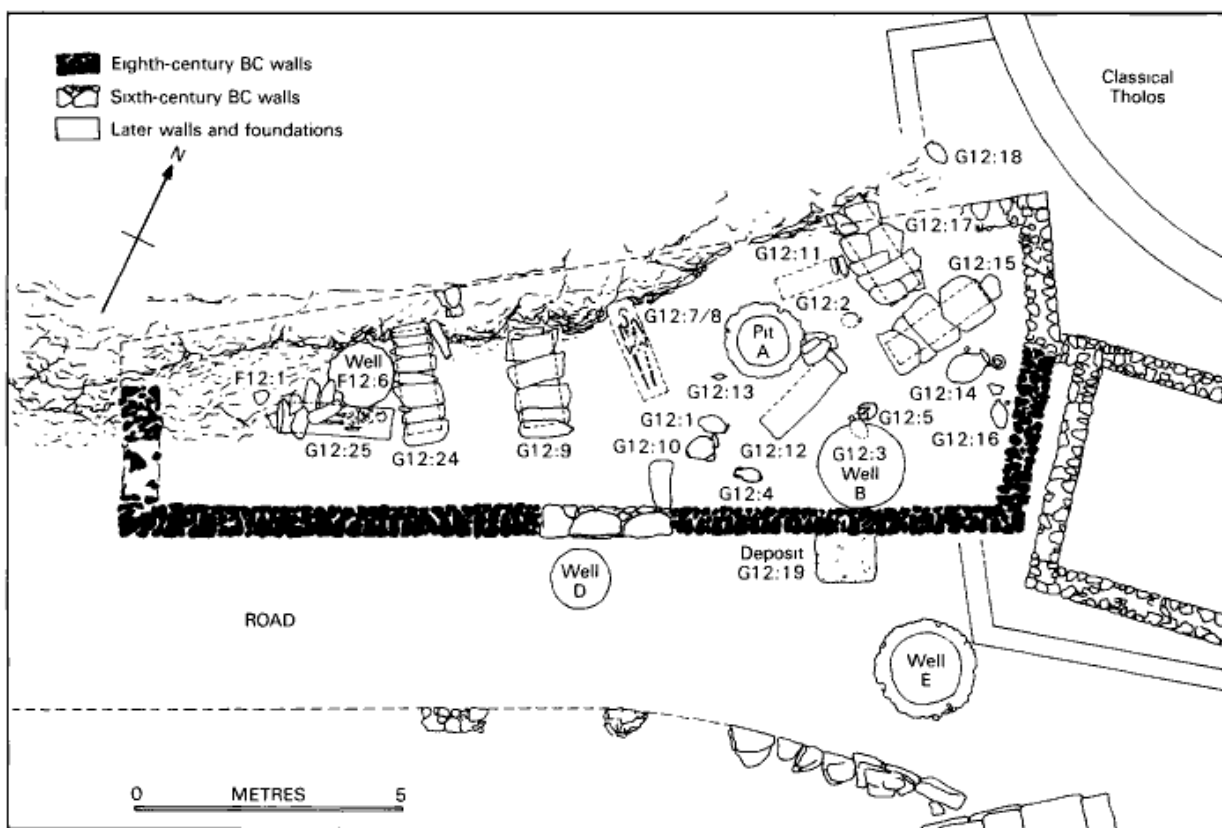 Eighth-century BC walls
Sixth-century BC walls
Later walls and foundations
N
Classical
Tholos
G12:18
G12:17
G12:11
G12:15
G12:2
G12:7/8
Pit
A
Well
F12:6
F12:1
G12:13
G12:14
G12:1
G12:5
G12:16
G12:25
G12:24
G12:9
G12:10
G12:12
G12:3
Well
B
G12:4
Deposit
G12:19
Well
D
ROAD
Well
E
0 METRES 5